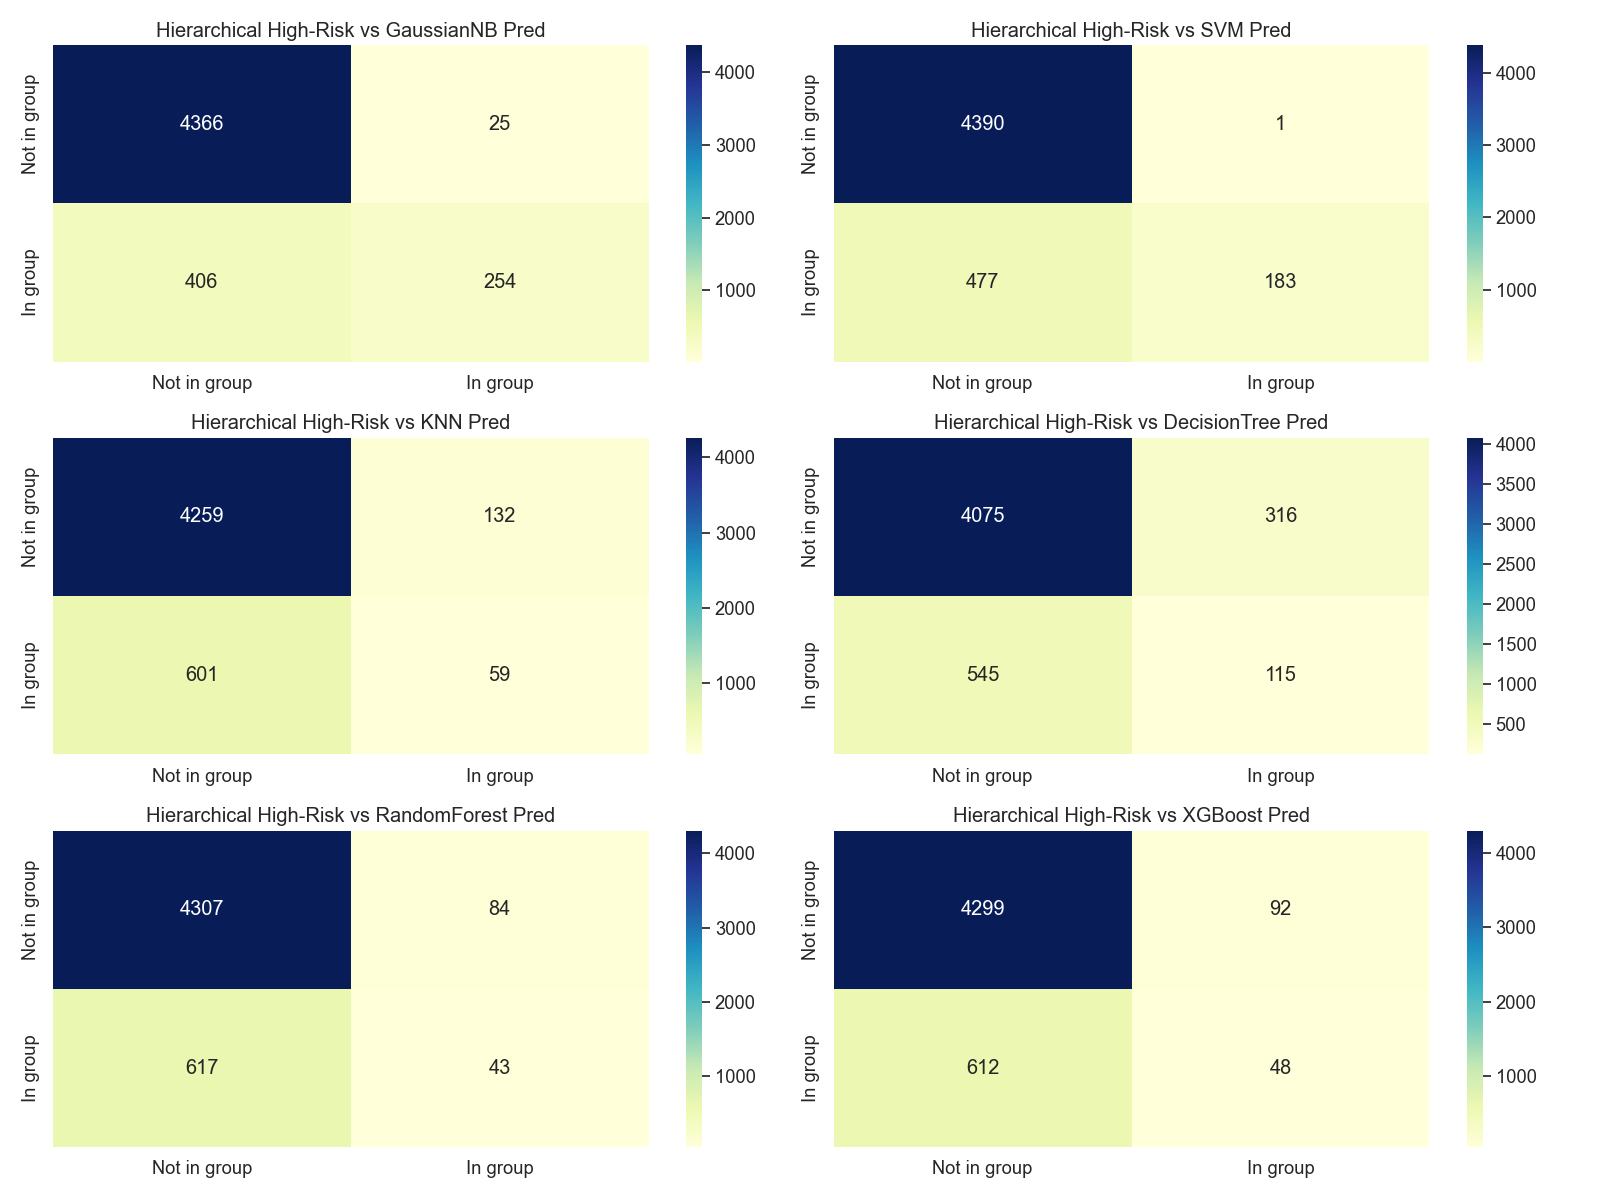 Hierarchical High-Risk vs GaussianNB Pred
Not in group
In group
4366
25
406
254
Not in group
In group
4000
3000
2000
1000
Hierarchical High-Risk vs SVM Pred
Not in group
In group
4390
1
477
183
Not in group
In group
4000
3000
2000
1000
Hierarchical High-Risk vs KNN Pred
Not in group
In group
4259
132
601
59
Not in group
In group
4000
3000
2000
1000
Hierarchical High-Risk vs DecisionTree Pred
Not in group
In group
4075
316
545
115
Not in group
In group
4000
3500
3000
2500
2000
1500
1000
500
Hierarchical High-Risk vs RandomForest Pred
Not in group
In group
4307
84
617
43
Not in group
In group
4000
3000
2000
1000
Hierarchical High-Risk vs XGBoost Pred
Not in group
In group
4299
92
612
48
Not in group
In group
4000
3000
2000
1000